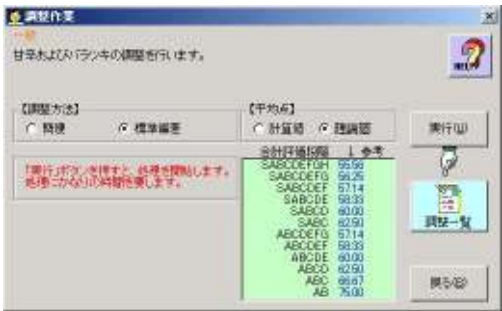 調整作業
一般
甘辛およびバラツキの調整を行います。
HELP
【調整方法】
簡便
標準偏差
【平均点】
計算値
理論値
実行(U)
合計評価段階 ↓ 参考
「実行」ボタンを押すと、処理を開始します。
処理にかなりの時間を要します。
SABCDEFGH 55.56
SABCDEFG 56.25
SABCDEF 57.14
SABCDE 58.33
SABCD 60.00
SABC 62.50
ABCDEFG 57.14
ABCDEF 58.33
ABCDE 60.00
ABCD 62.50
ABC 66.67
AB 75.00
調整一覧
戻る(B)